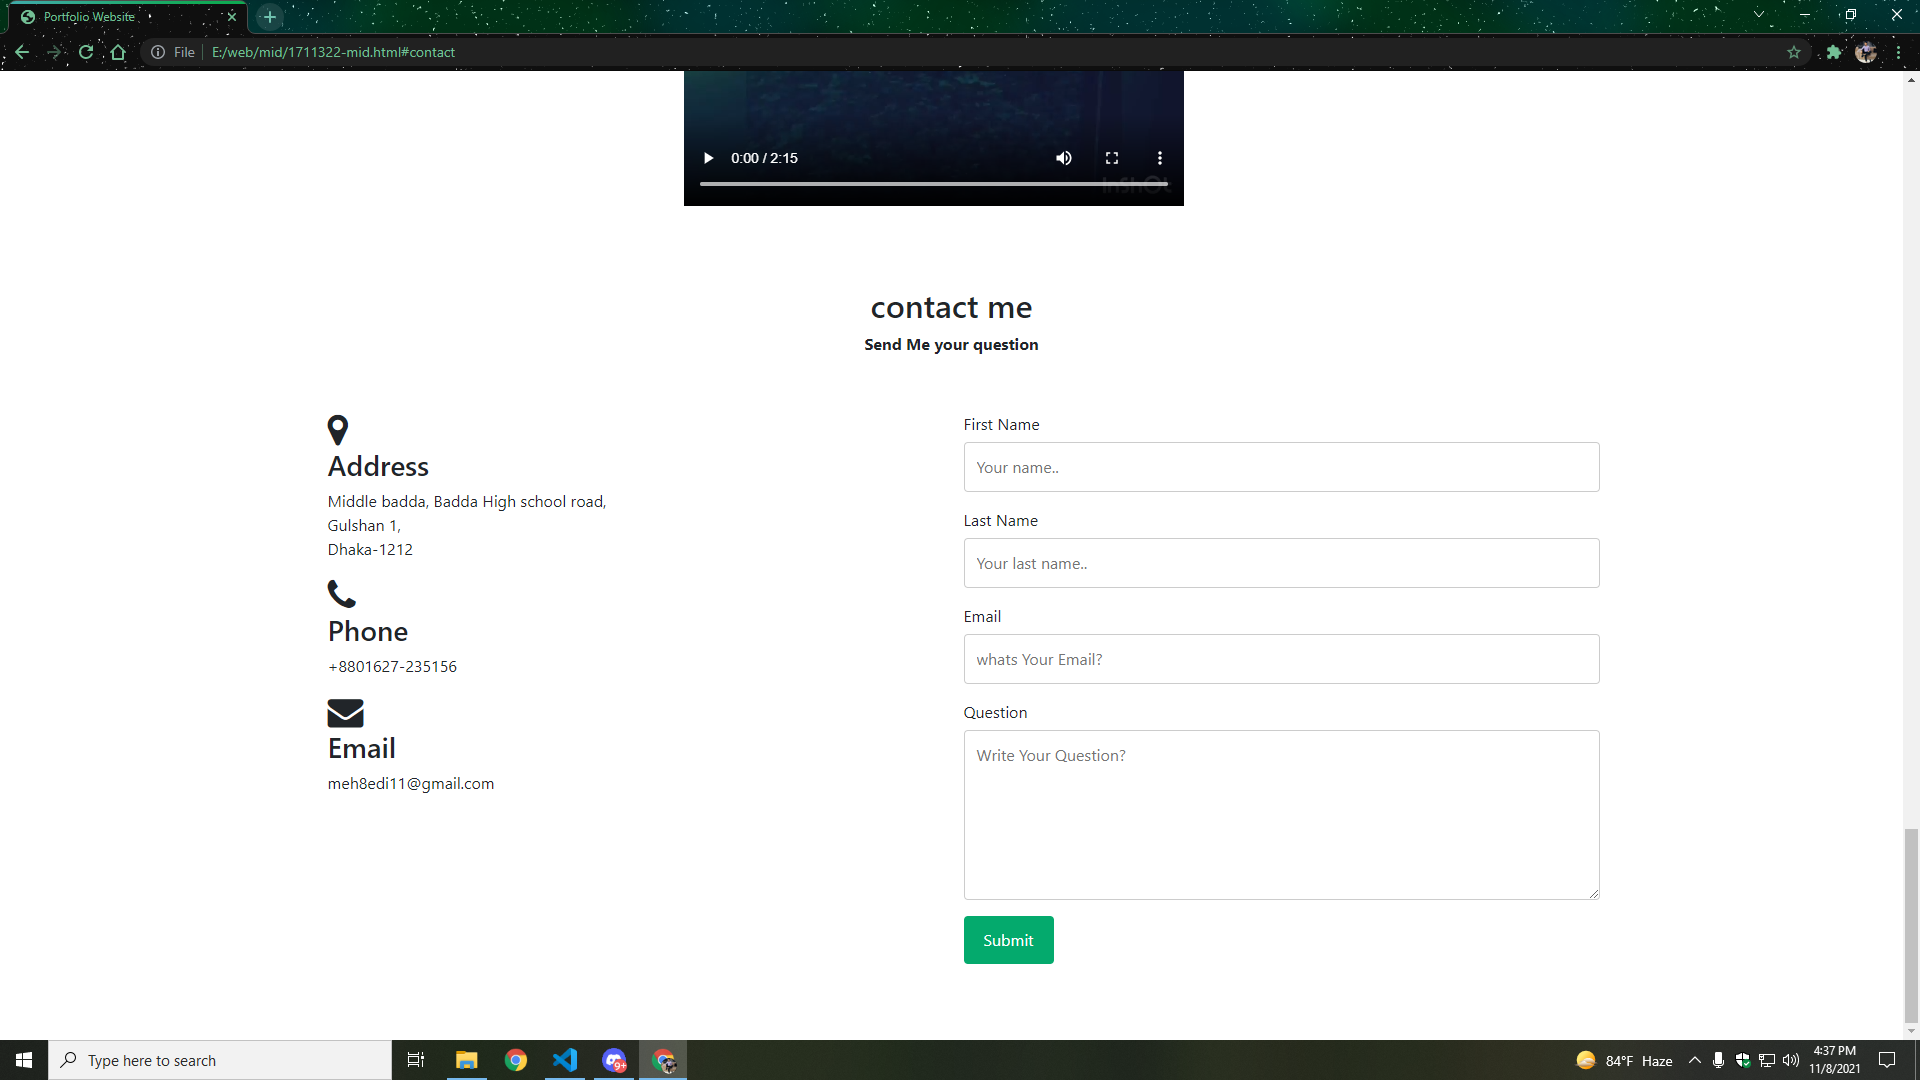 Portfolio Website
File
E:/web/mid/1711322-mid.html#contact
0:00 / 2:15
InShOt
contact me
Send Me your question
Address
Middle badda, Badda High school road,
Gulshan 1,
Dhaka-1212
Phone
+8801627-235156
Email
meh8edi11@gmail.com
First Name
Your name..
Last Name
Your last name..
Email
whats Your Email?
Question
Write Your Question?
Submit
Type here to search
9+
84°F Haze
4:37 PM
11/8/2021